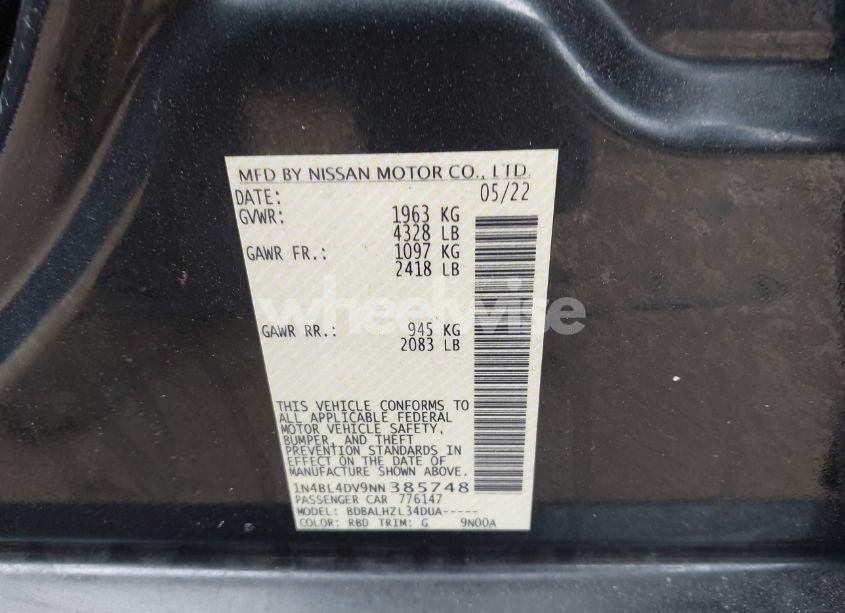 MFD BY NISSAN MOTOR CO., LTD.
DATE: 05/22
GVWR: 1963 KG
4328 LB
GAWR FR.: 1097 KG
2418 LB
wheelwise
GAWR RR.: 945 KG
2083 LB
THIS VEHICLE CONFORMS TO
ALL APPLICABLE FEDERAL
MOTOR VEHICLE SAFETY,
BUMPER, AND THEFT
PREVENTION STANDARDS IN
EFFECT ON THE DATE OF
MANUFACTURE SHOWN ABOVE.
1N4BL4DV9NN385748
PASSENGER CAR 776147
MODEL: BDBALHZL34DUA-----
COLOR: RBD TRIM: G 9N00A